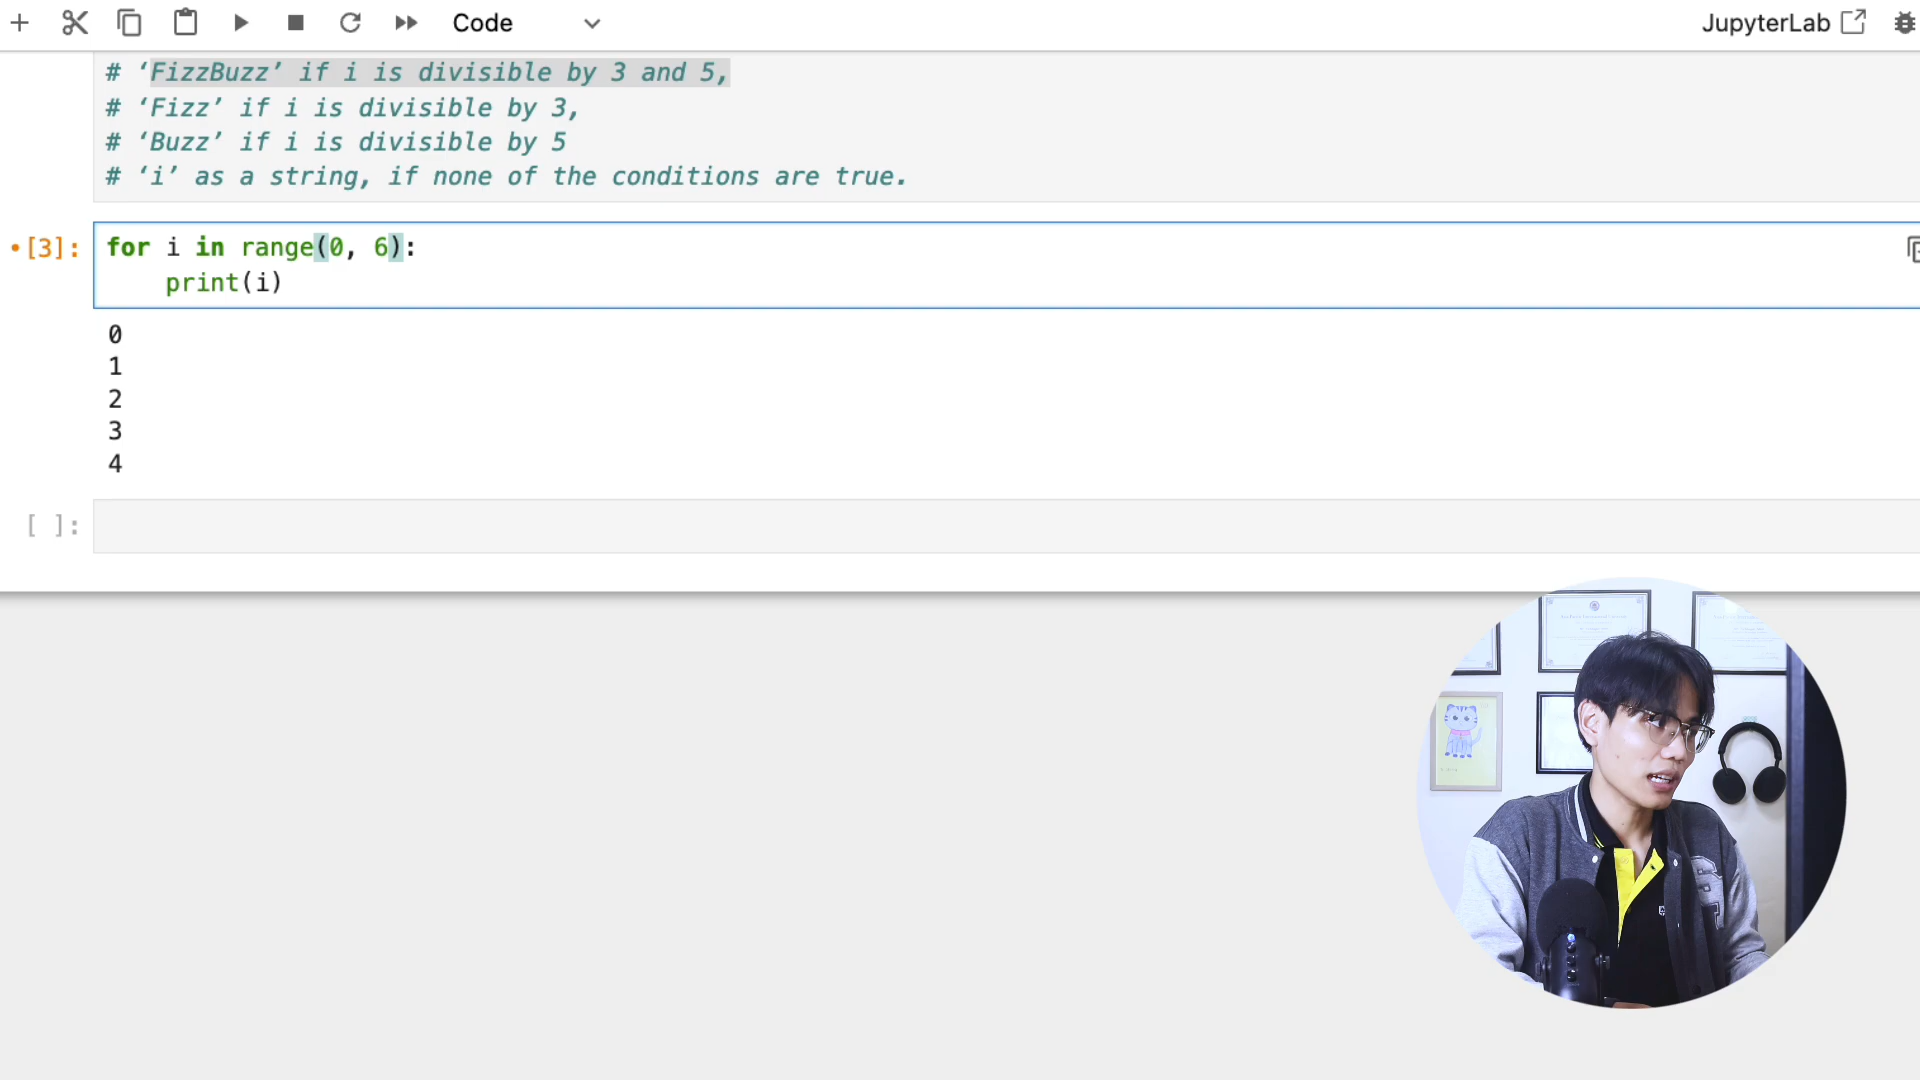 Code
JupyterLab
# ‘FizzBuzz’ if i is divisible by 3 and 5,
# ‘Fizz’ if i is divisible by 3,
# ‘Buzz’ if i is divisible by 5
# ‘i’ as a string, if none of the conditions are true.
•[3]:
for i in range(0, 6):
    print(i)
0
1
2
3
4
[ ]: